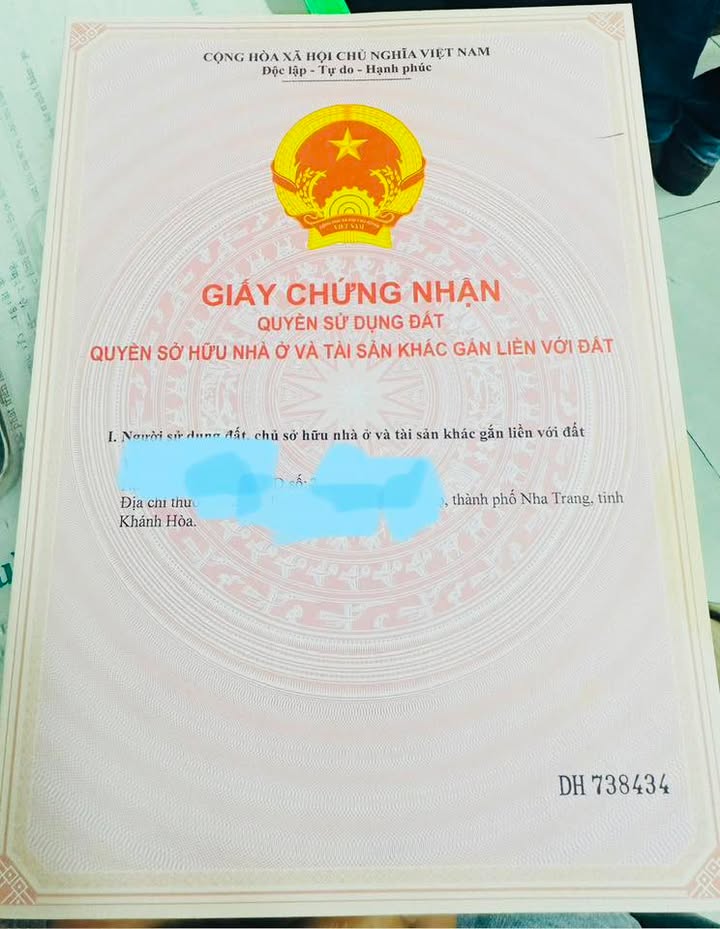 CỘNG HÒA XÃ HỘI CHỦ NGHĨA VIỆT NAM
Độc lập - Tự do - Hạnh phúc
VIỆT NAM
GIẤY CHỨNG NHẬN
QUYỀN SỬ DỤNG ĐẤT
QUYỀN SỞ HỮU NHÀ Ở VÀ TÀI SẢN KHÁC GẮN LIỀN VỚI ĐẤT
I. Người sử dụng đất, chủ sở hữu nhà ở và tài sản khác gắn liền với đất
số:
Địa chỉ , thành phố Nha Trang, tỉnh
Khánh Hòa.
DH 738434